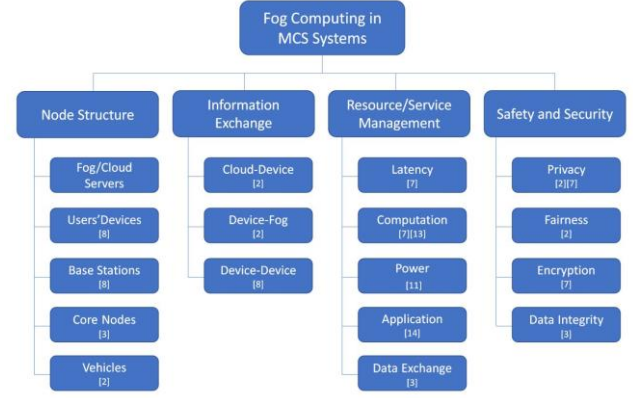 Fog Computing in
MCS Systems
Node Structure
Fog/Cloud
Servers
Users'Devices
[8]
Base Stations
[8]
Core Nodes
[3]
Vehicles
[2]
Information
Exchange
Cloud-Device
[2]
Device-Fog
[2]
Device-Device
[8]
Resource/Service
Management
Latency
[7]
Computation
[7][13]
Power
[11]
Application
[14]
Data Exchange
[3]
Safety and Security
Privacy
[2][7]
Fairness
[2]
Encryption
[7]
Data Integrity
[3]